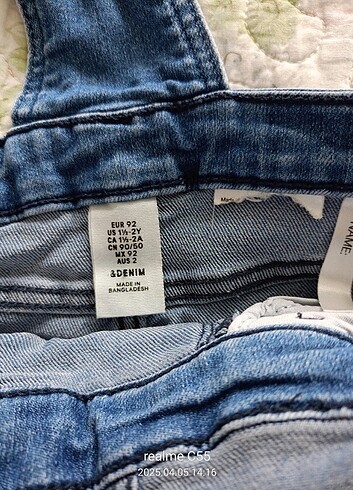 EUR 92
US 1½-2Y
CA 1½-2A
CN 90/50
MX 92
AUS 2
&DENIM
MADE IN
BANGLADESH
NAME:
realme C55
2025.04.05 14:16